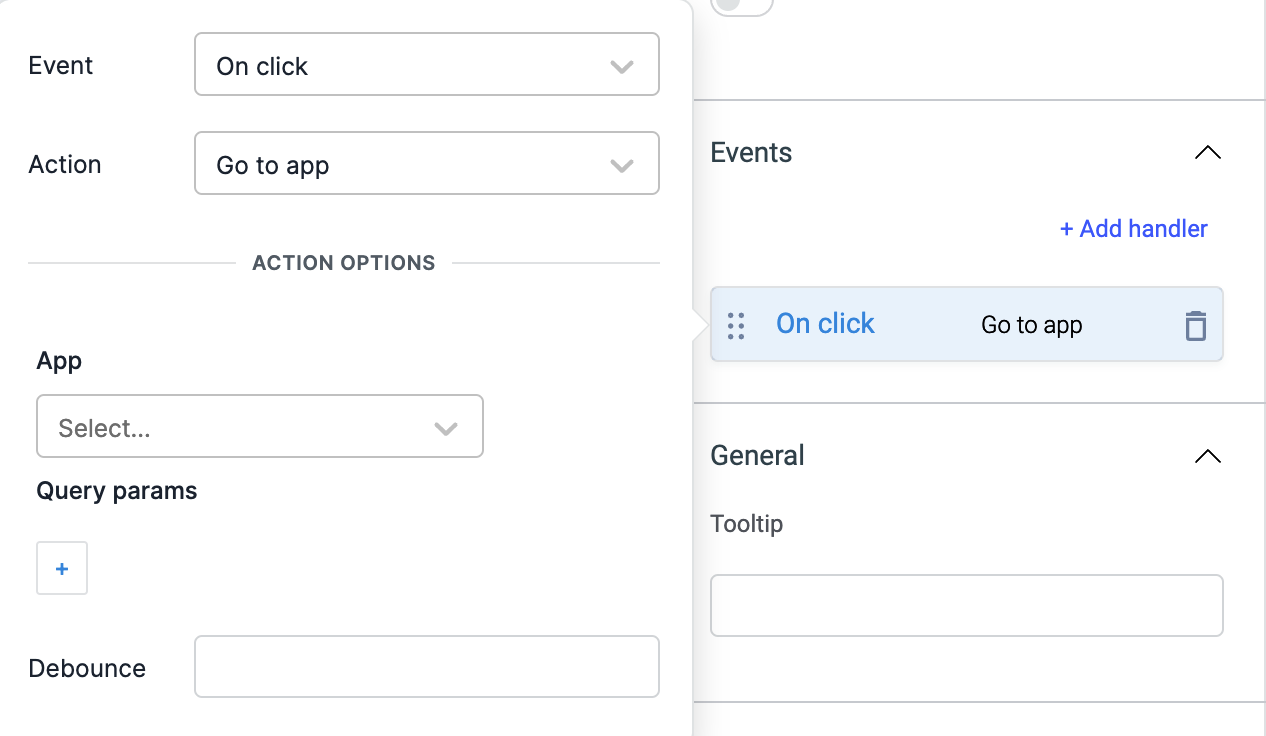 Event
On click
Action
Go to app
ACTION OPTIONS
App
Select...
Query params
+
Debounce
Events
+ Add handler
On click Go to app
General
Tooltip